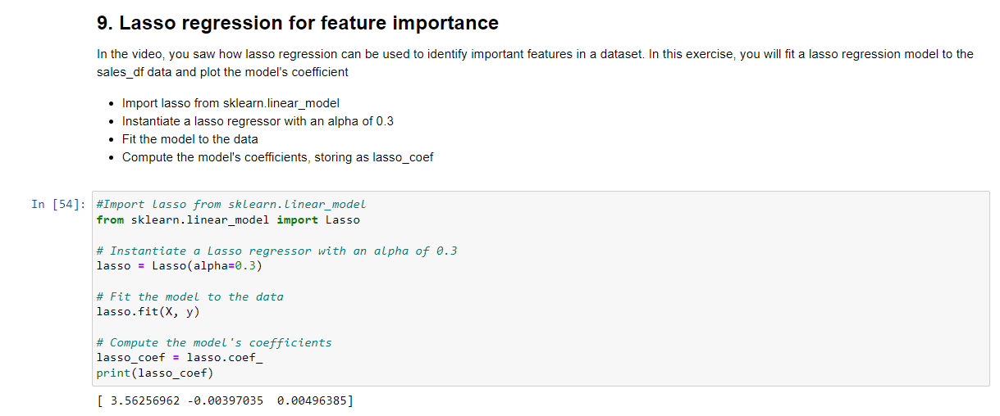 9. Lasso regression for feature importance
In the video, you saw how lasso regression can be used to identify important features in a dataset. In this exercise, you will fit a lasso regression model to the
sales_df data and plot the model's coefficient
• Import lasso from sklearn.linear_model
• Instantiate a lasso regressor with an alpha of 0.3
• Fit the model to the data
• Compute the model's coefficients, storing as lasso_coef
In [54]: #Import Lasso from sklearn.linear_model
from sklearn.linear_model import Lasso
# Instantiate a Lasso regressor with an alpha of 0.3
lasso = Lasso(alpha=0.3)
# Fit the model to the data
lasso.fit(X, y)
# Compute the model's coefficients
lasso_coef = lasso.coef_
print(lasso_coef)
[ 3.56256962 -0.00397035  0.00496385]